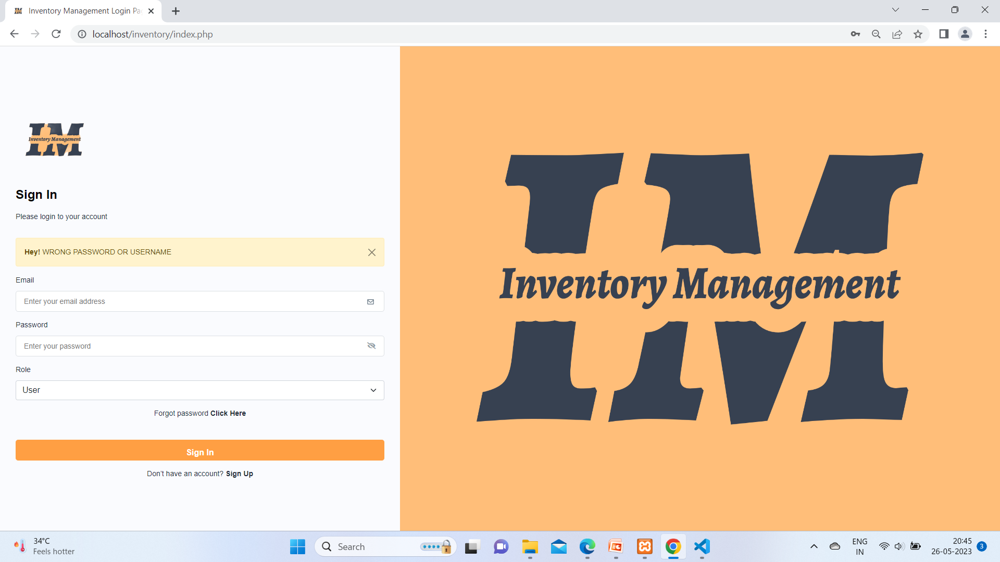 Inventory Management Login Pa
localhost/inventory/index.php
IM
Inventory Management
Sign In
Please login to your account
Hey! WRONG PASSWORD OR USERNAME
Email
Enter your email address
Password
Enter your password
Role
User
Forgot password Click Here
Sign In
Don't have an account? Sign Up
IM
Inventory Management
34°C
Feels hotter
Search
ENG
IN
20:45
26-05-2023
3